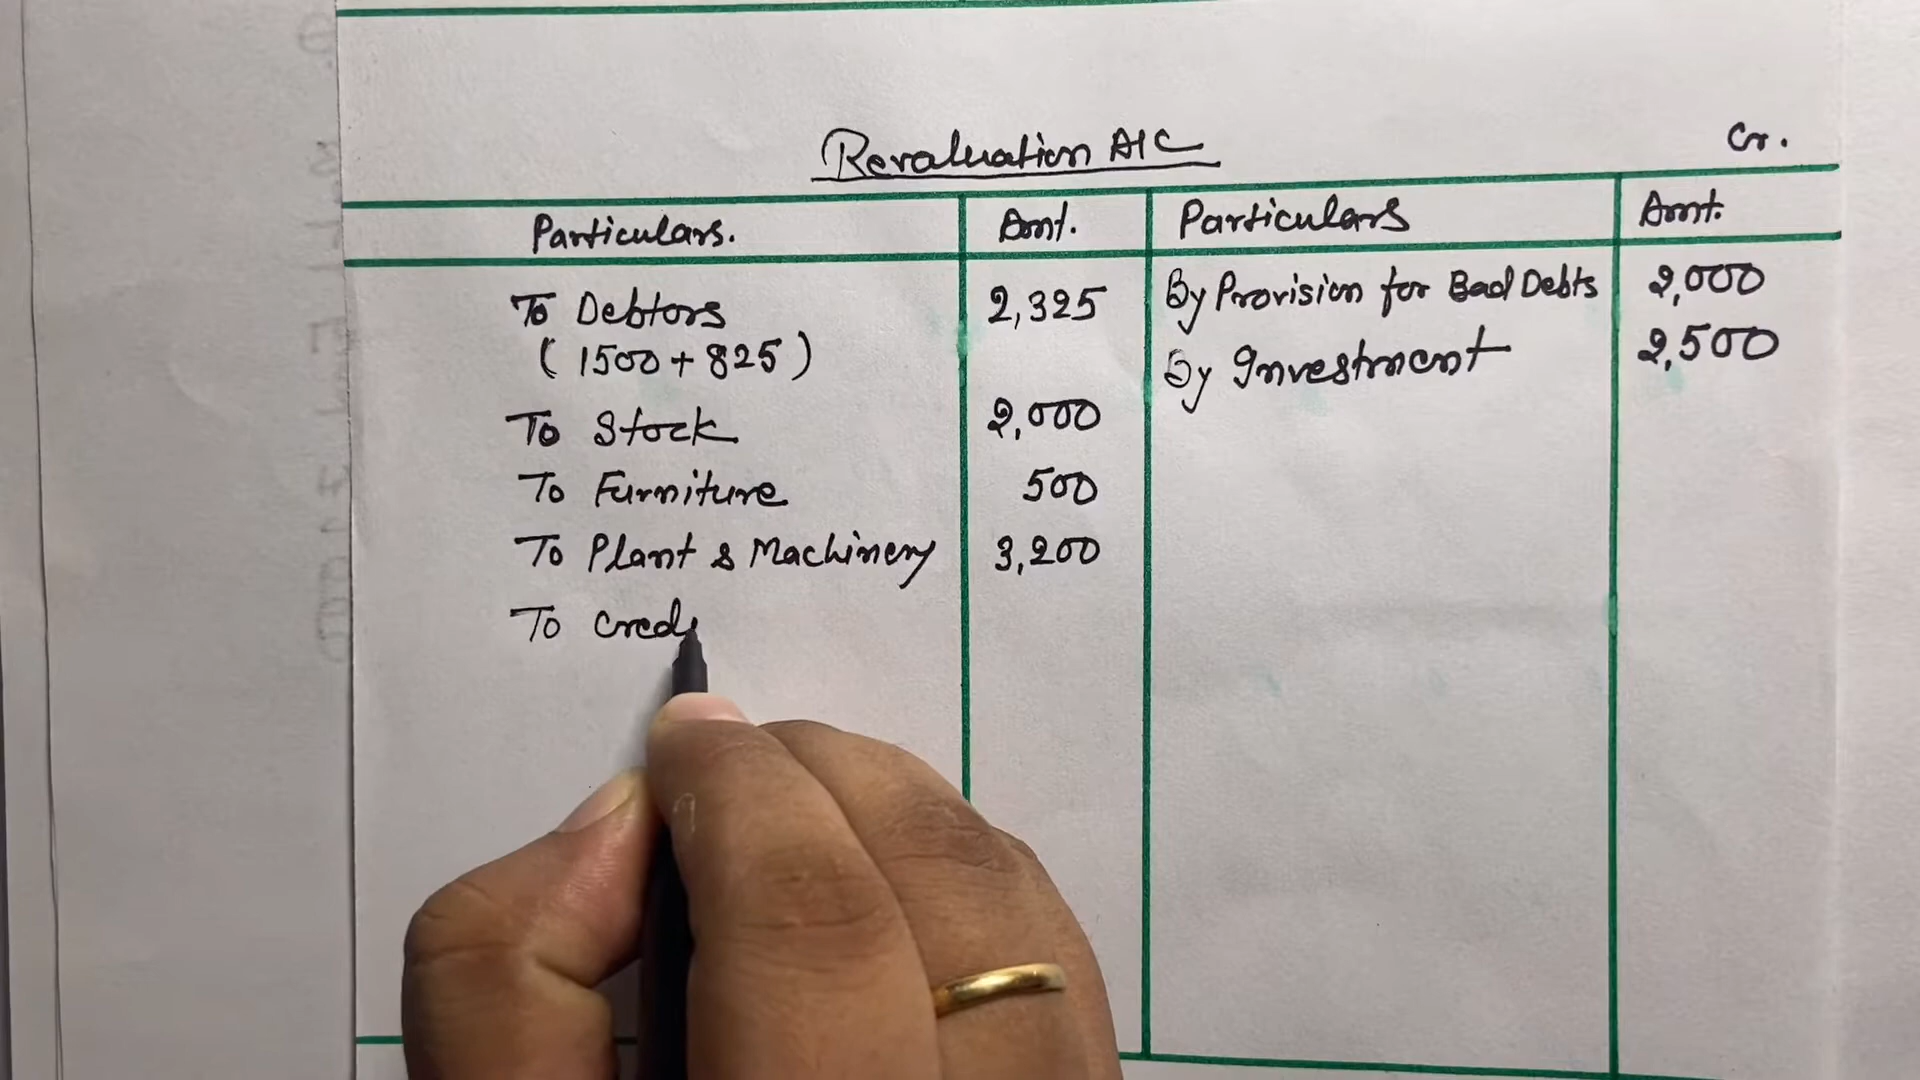 Revaluation A/C
Cr.
Particulars. Amt. Particulars Amt.
To Debtors 2,325 By Provision for Bad Debts 2,000
(1500 + 825) By Investment 2,500
To Stock 2,000
To Furniture 500
To Plant & Machinery 3,200
To Credi